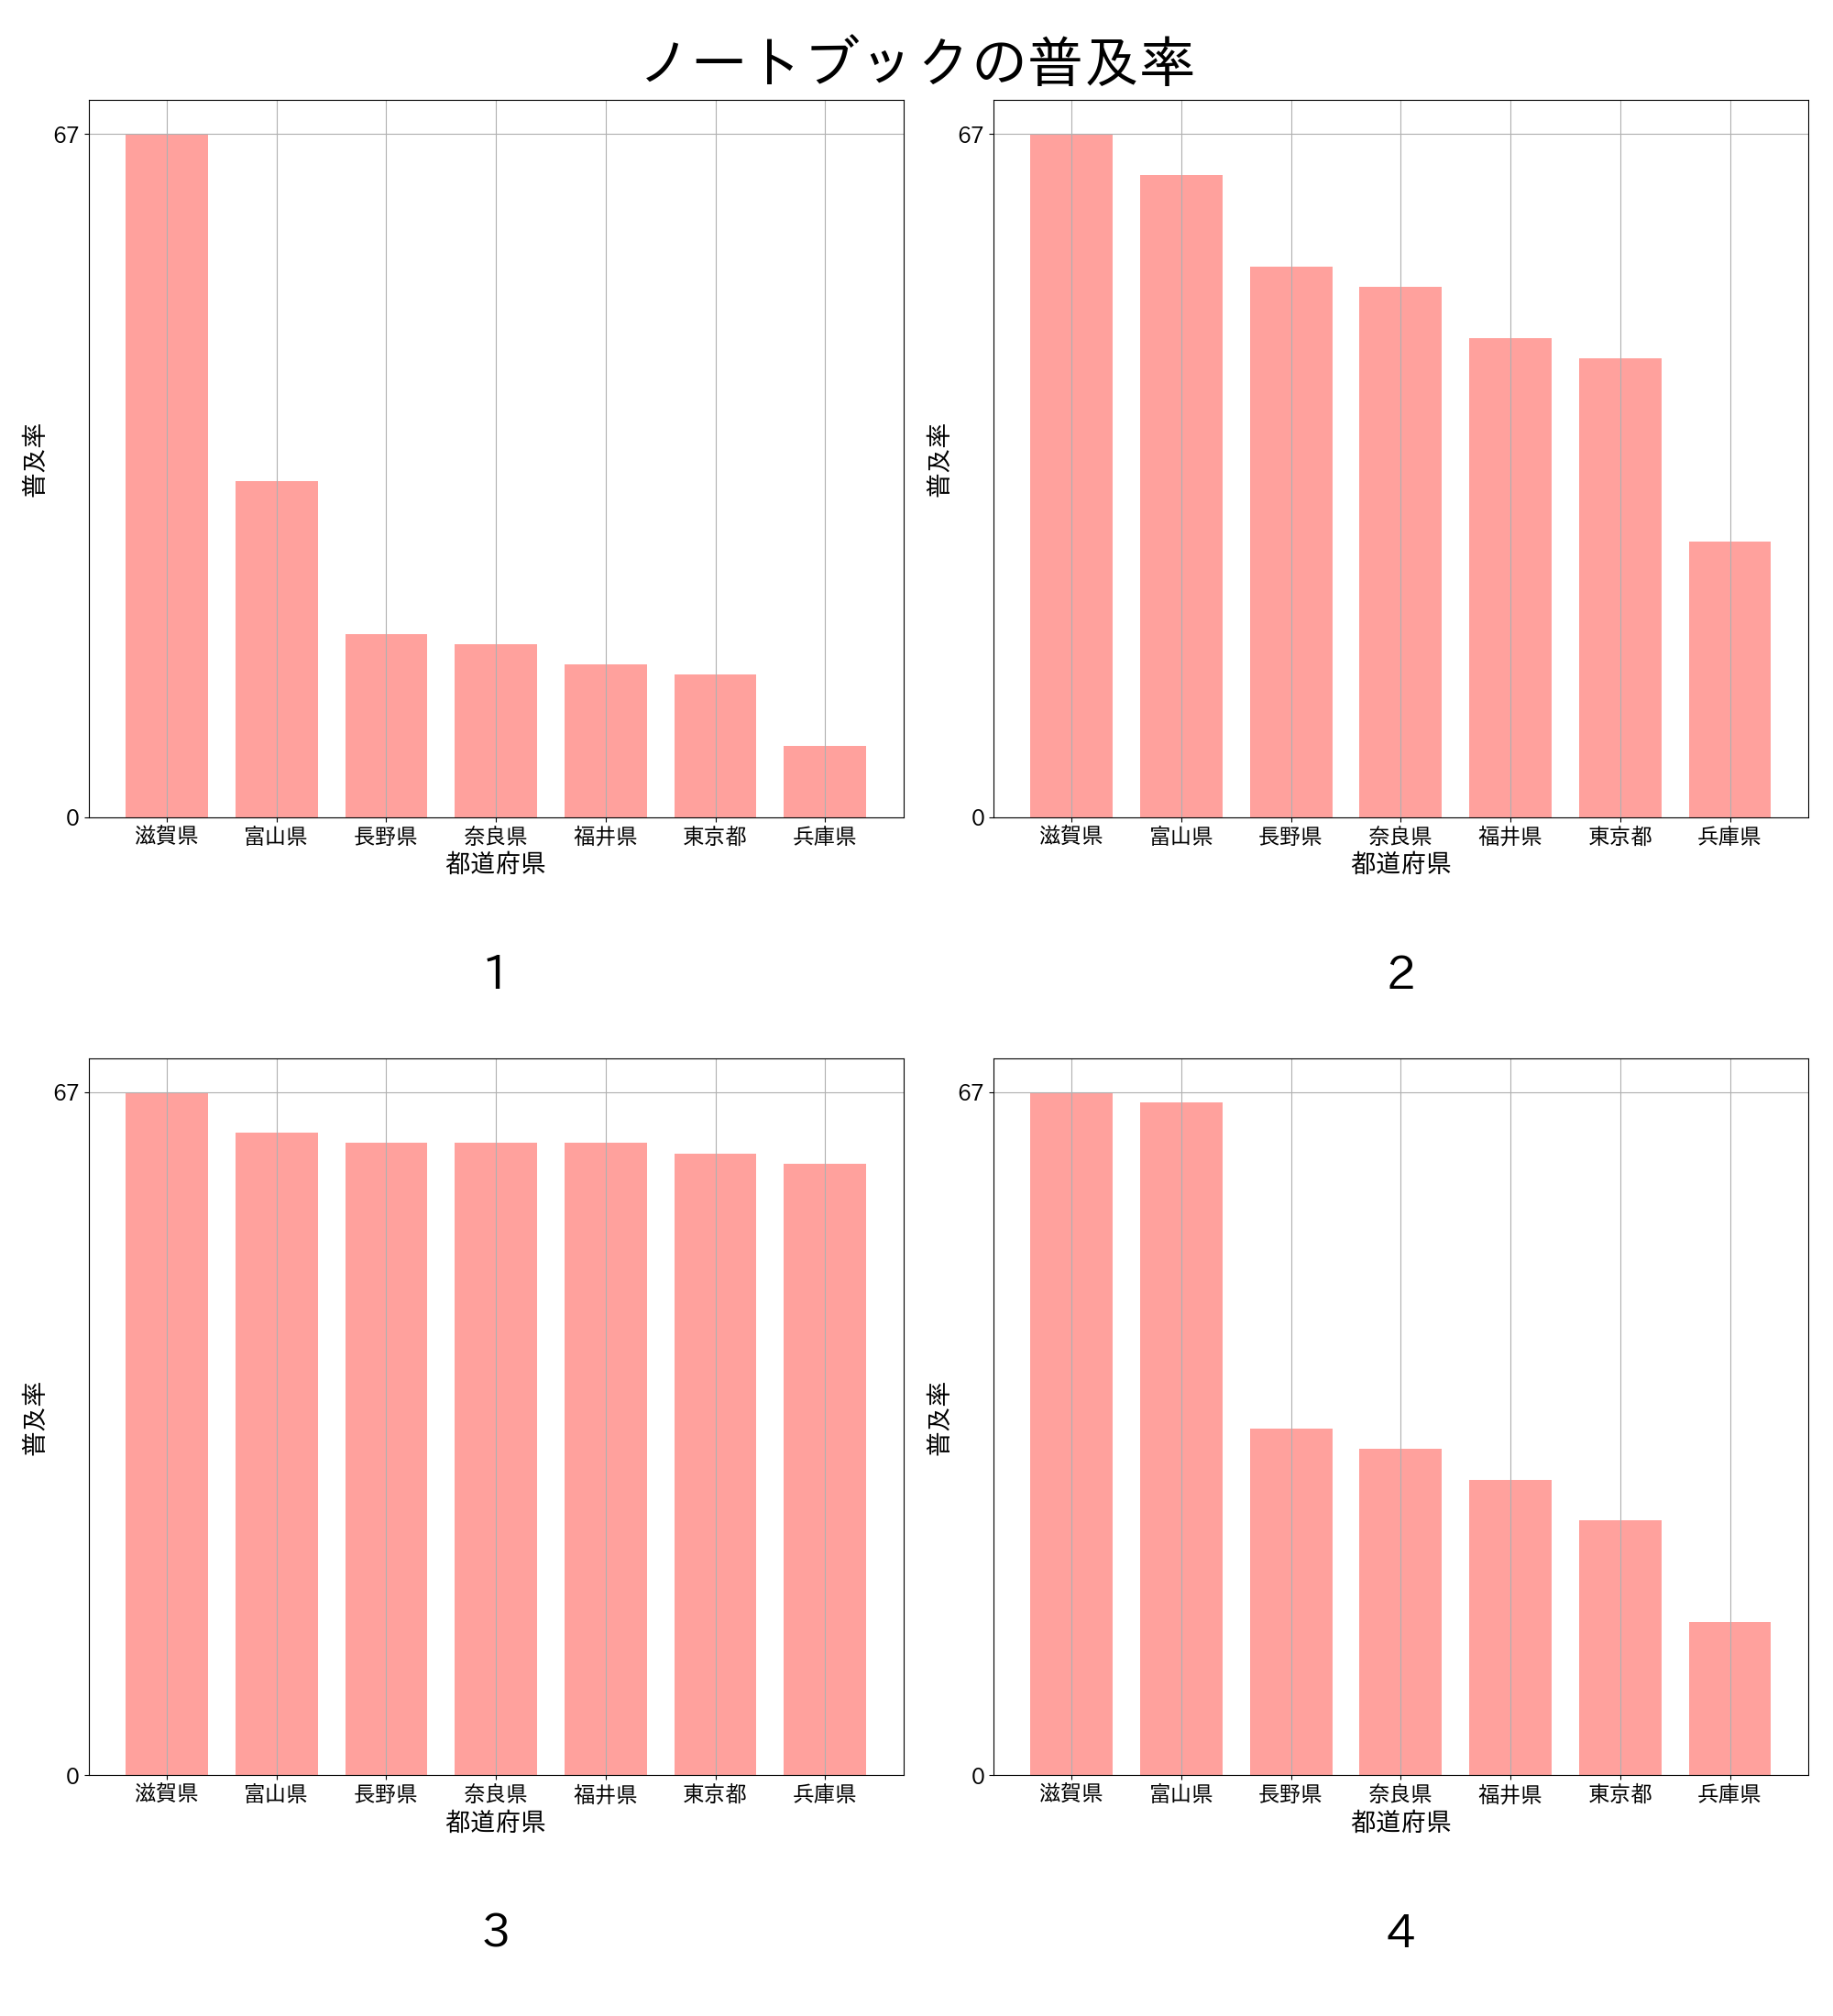 ノートブックの普及率
67
0
普及率
滋賀県 富山県 長野県 奈良県 福井県 東京都 兵庫県
都道府県
1
67
0
普及率
滋賀県 富山県 長野県 奈良県 福井県 東京都 兵庫県
都道府県
2
67
0
普及率
滋賀県 富山県 長野県 奈良県 福井県 東京都 兵庫県
都道府県
3
67
0
普及率
滋賀県 富山県 長野県 奈良県 福井県 東京都 兵庫県
都道府県
4